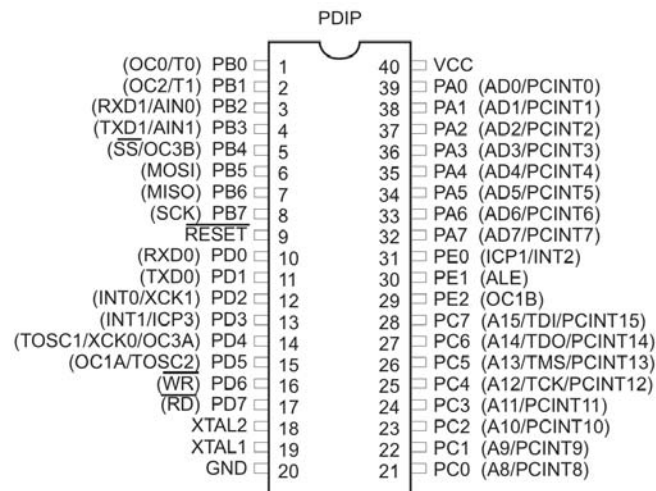 PDIP
(OC0/T0) PB0 1 40 VCC
(OC2/T1) PB1 2 39 PA0 (AD0/PCINT0)
(RXD1/AIN0) PB2 3 38 PA1 (AD1/PCINT1)
(TXD1/AIN1) PB3 4 37 PA2 (AD2/PCINT2)
(S̅S̅/OC3B) PB4 5 36 PA3 (AD3/PCINT3)
(MOSI) PB5 6 35 PA4 (AD4/PCINT4)
(MISO) PB6 7 34 PA5 (AD5/PCINT5)
(SCK) PB7 8 33 PA6 (AD6/PCINT6)
R̅E̅S̅E̅T̅ 9 32 PA7 (AD7/PCINT7)
(RXD0) PD0 10 31 PE0 (ICP1/INT2)
(TXD0) PD1 11 30 PE1 (ALE)
(INT0/XCK1) PD2 12 29 PE2 (OC1B)
(INT1/ICP3) PD3 13 28 PC7 (A15/TDI/PCINT15)
(TOSC1/XCK0/OC3A) PD4 14 27 PC6 (A14/TDO/PCINT14)
(OC1A/TOSC2) PD5 15 26 PC5 (A13/TMS/PCINT13)
(W̅R̅) PD6 16 25 PC4 (A12/TCK/PCINT12)
(R̅D̅) PD7 17 24 PC3 (A11/PCINT11)
XTAL2 18 23 PC2 (A10/PCINT10)
XTAL1 19 22 PC1 (A9/PCINT9)
GND 20 21 PC0 (A8/PCINT8)